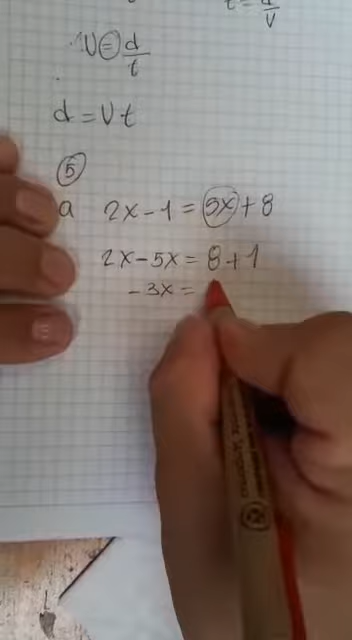 t = d/v
V = d/t
d = V t
5
a 2x - 1 = 5x + 8
2x - 5x = 8 + 1
- 3x =